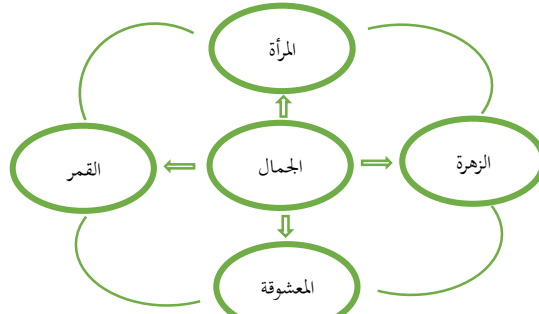 المرأة
الزهرة
الجمال
القمر
المعشوقة